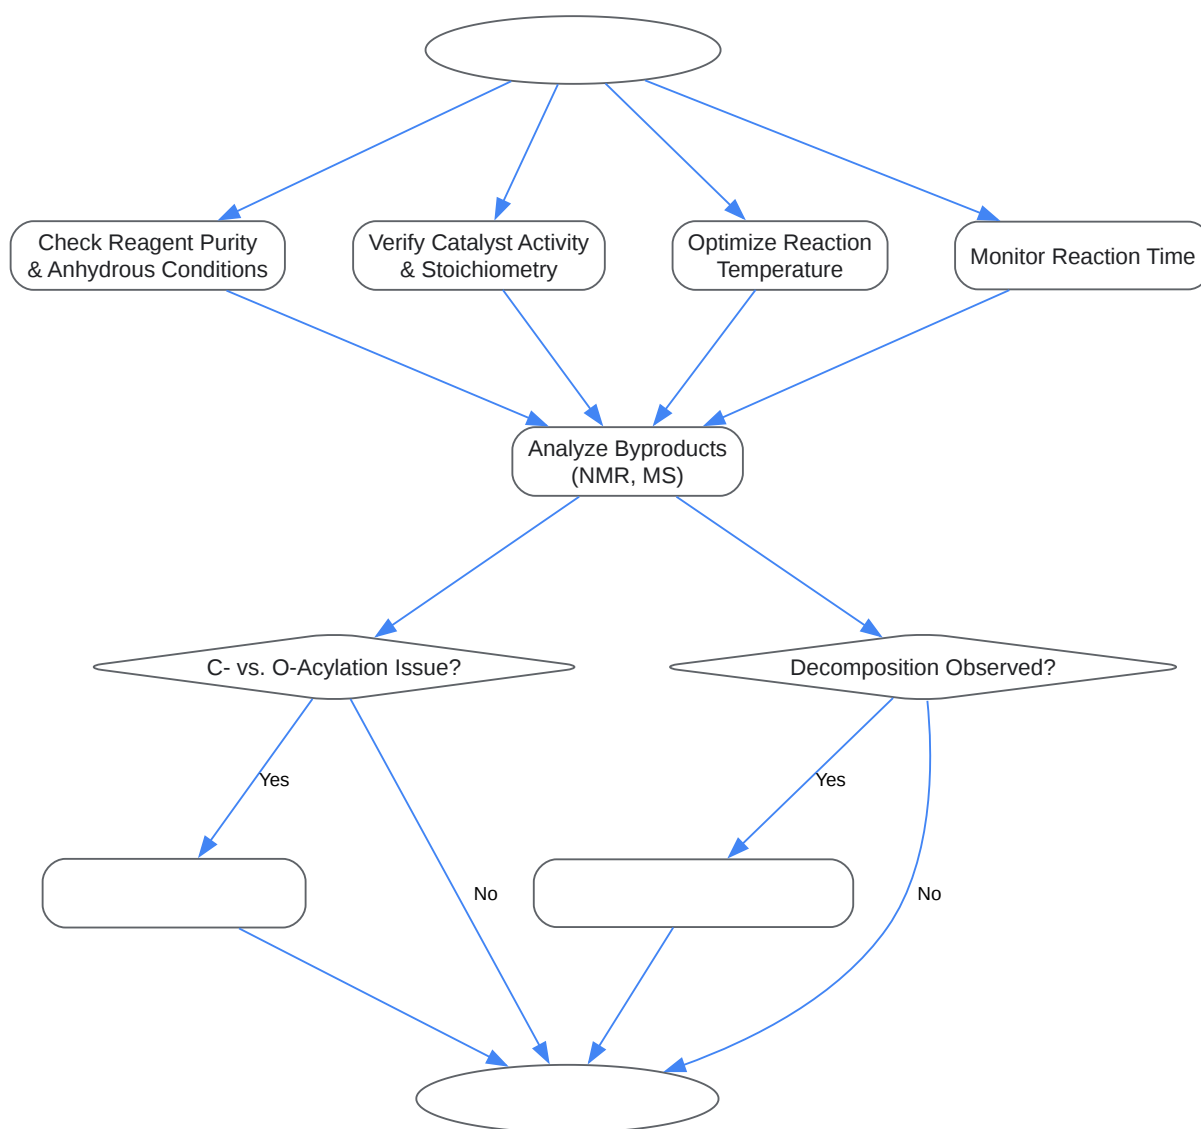 Check Reagent Purity
& Anhydrous Conditions
Verify Catalyst Activity
& Stoichiometry
Optimize Reaction
Temperature
Monitor Reaction Time
Analyze Byproducts
(NMR, MS)
C- vs. O-Acylation Issue?
Decomposition Observed?
Yes
Yes
No
No